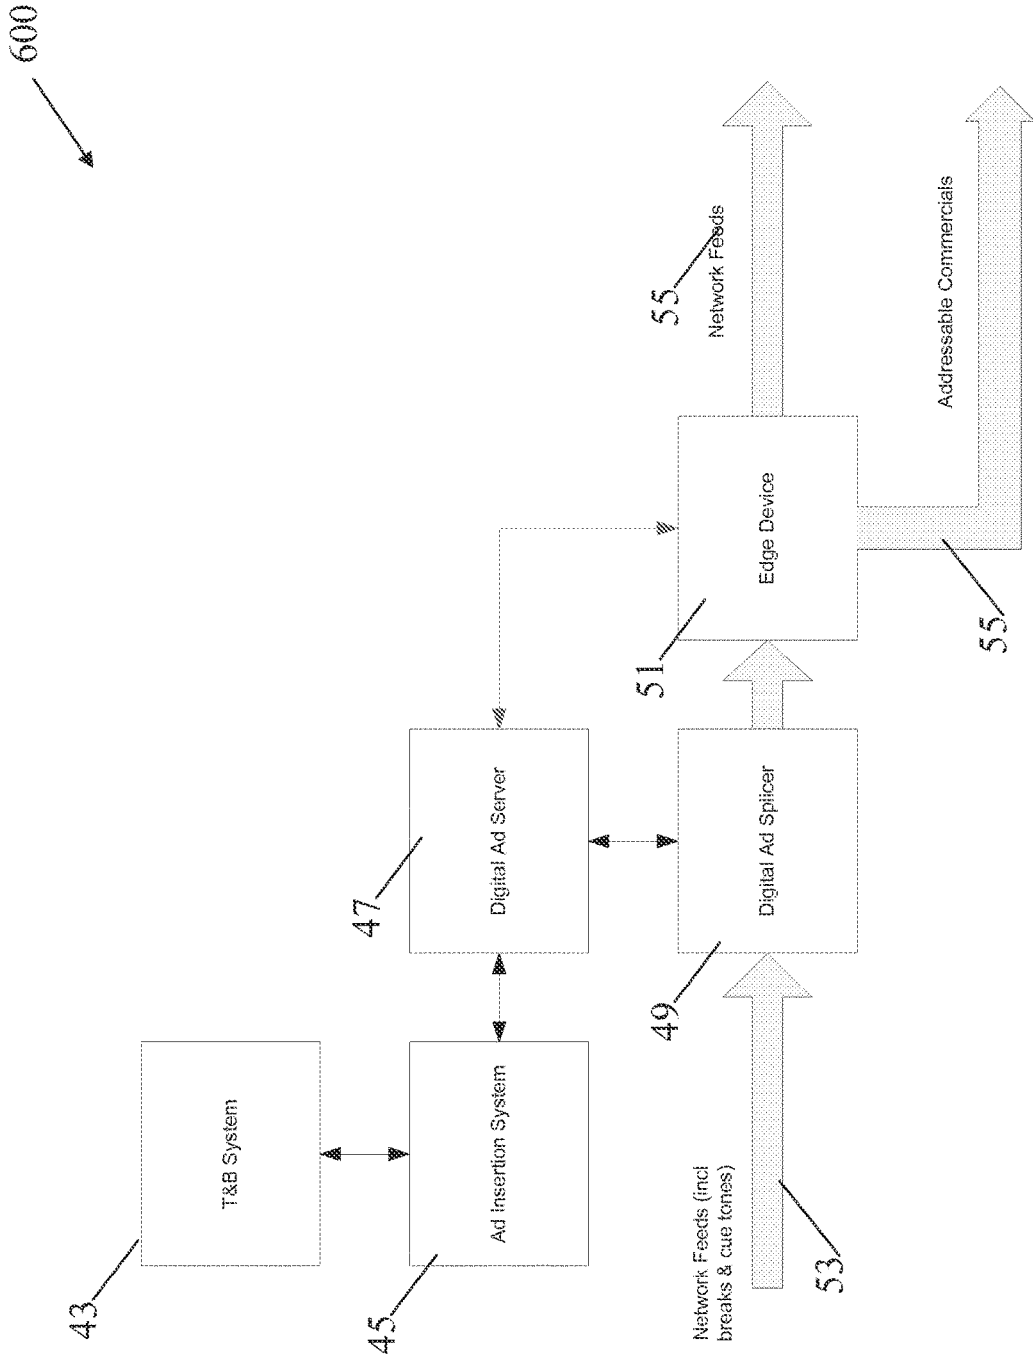 600
43
T&B System
45
Ad Insertion System
47
Digital Ad Server
Network Feeds (incl
breaks & cue tones)
53
49
Digital Ad Splicer
51
Edge Device
55
Network Feeds
55
Addressable Commercials